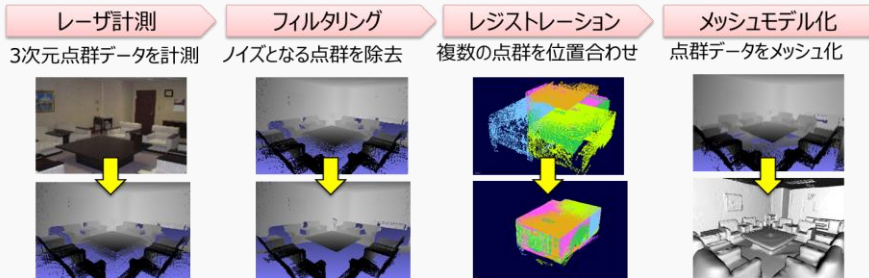 レーザ計測
フィルタリング
レジストレーション
メッシュモデル化
3次元点群データを計測
ノイズとなる点群を除去
複数の点群を位置合わせ
点群データをメッシュ化